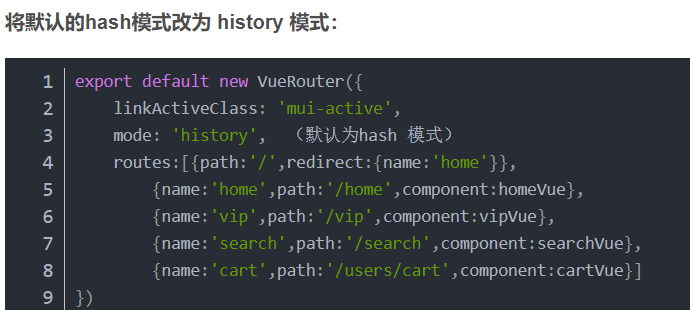 将默认的hash模式改为 history 模式：
1 export default new VueRouter({
2 linkActiveClass: 'mui-active',
3 mode: 'history', （默认为hash 模式）
4 routes:[{path:'/',redirect:{name:'home'}},
5 {name:'home',path:'/home',component:homeVue},
6 {name:'vip',path:'/vip',component:vipVue},
7 {name:'search',path:'/search',component:searchVue},
8 {name:'cart',path:'/users/cart',component:cartVue}]
9 })